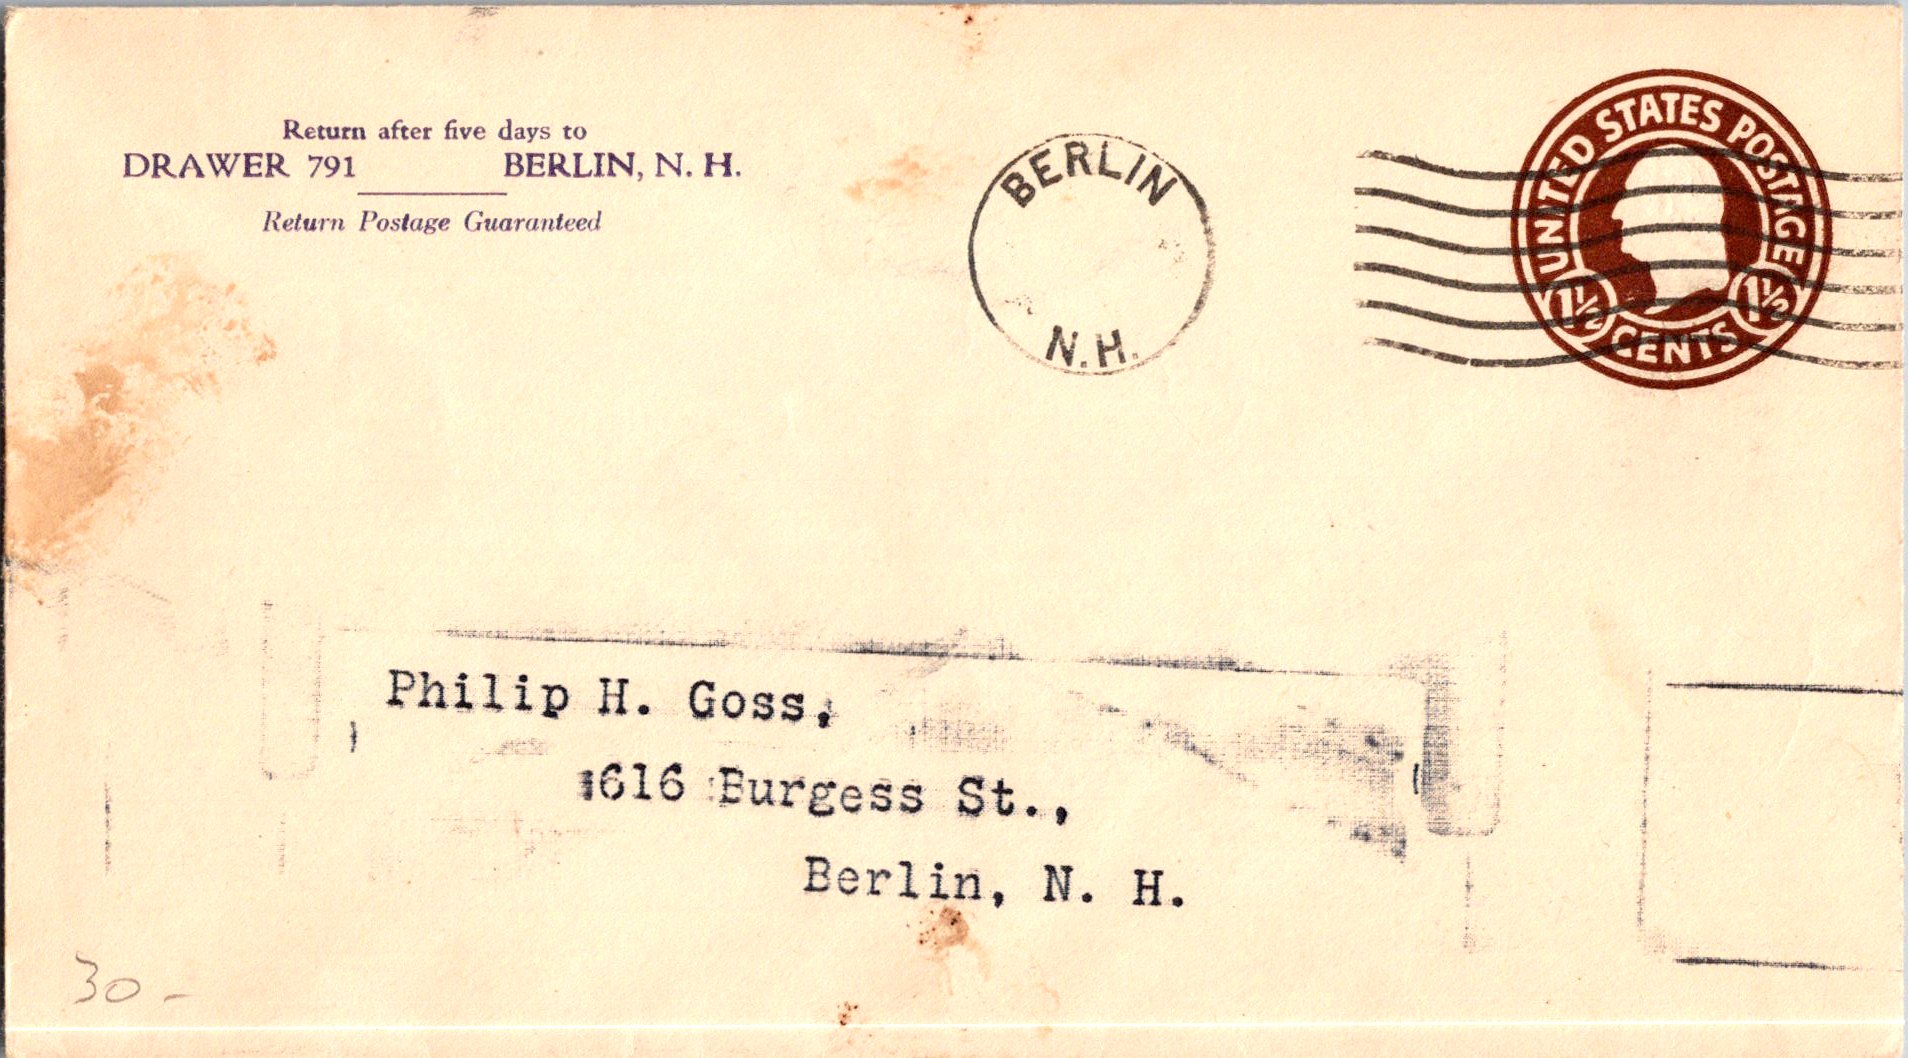 Return after five days to
DRAWER 791 BERLIN, N. H.
Return Postage Guaranteed
BERLIN
N.H.
UNITED STATES POSTAGE
1½ 1½
CENTS
Philip H. Goss,
616 Burgess St.,
Berlin, N. H.
30-